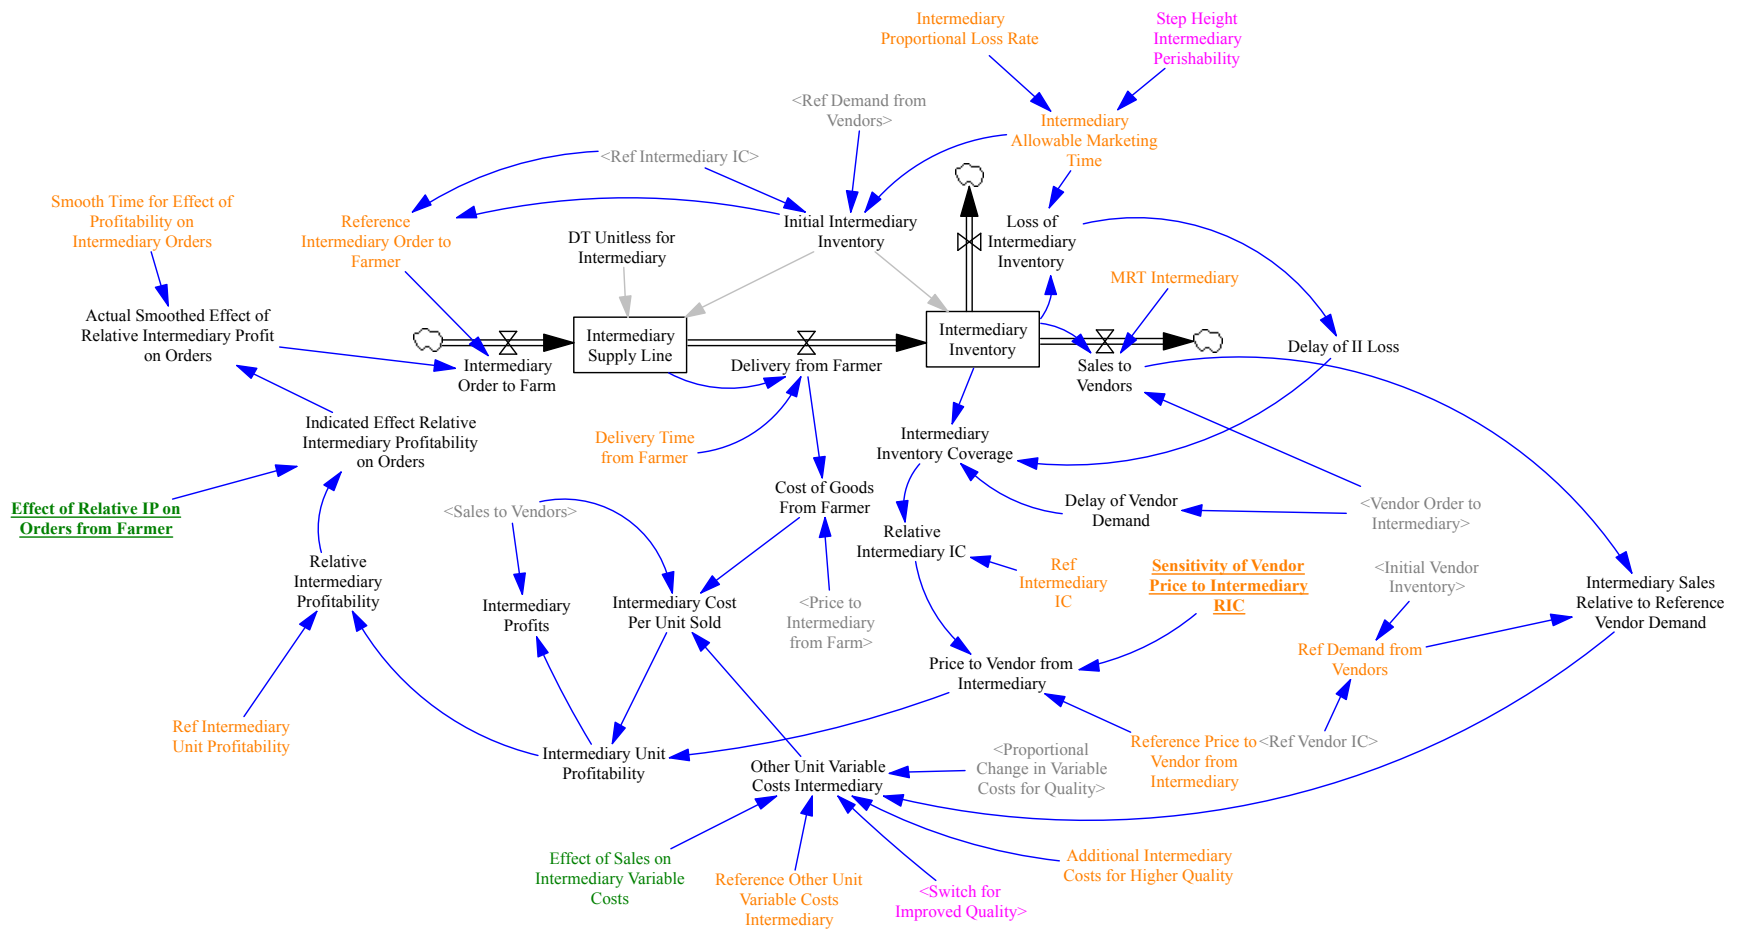 Intermediary
Proportional Loss Rate
Step Height
Intermediary
Perishability
<Ref Demand from
Vendors>
Intermediary
Allowable Marketing
Time
<Ref Intermediary IC>
Smooth Time for Effect of
Profitability on
Intermediary Orders
Reference
Intermediary Order to
Farmer
DT Unitless for
Intermediary
Initial Intermediary
Inventory
Loss of
Intermediary
Inventory
MRT Intermediary
Actual Smoothed Effect of
Relative Intermediary Profit
on Orders
Intermediary
Order to Farm
Intermediary
Supply Line
Delivery from Farmer
Intermediary
Inventory
Sales to
Vendors
Delay of II Loss
Indicated Effect Relative
Intermediary Profitability
on Orders
Delivery Time
from Farmer
Intermediary
Inventory Coverage
Effect of Relative IP on
Orders from Farmer
<Sales to Vendors>
Cost of Goods
From Farmer
Delay of Vendor
Demand
<Vendor Order to
Intermediary>
Relative
Intermediary IC
Relative
Intermediary
Profitability
Intermediary
Profits
Intermediary Cost
Per Unit Sold
<Price to
Intermediary
from Farm>
Ref
Intermediary
IC
Sensitivity of Vendor
Price to Intermediary
RIC
<Initial Vendor
Inventory>
Intermediary Sales
Relative to Reference
Vendor Demand
Ref Demand from
Vendors
Price to Vendor from
Intermediary
Ref Intermediary
Unit Profitability
Intermediary Unit
Profitability
Other Unit Variable
Costs Intermediary
<Proportional
Change in Variable
Costs for Quality>
Reference Price to
Vendor from
Intermediary
<Ref Vendor IC>
Effect of Sales on
Intermediary Variable
Costs
Reference Other Unit
Variable Costs
Intermediary
<Switch for
Improved Quality>
Additional Intermediary
Costs for Higher Quality